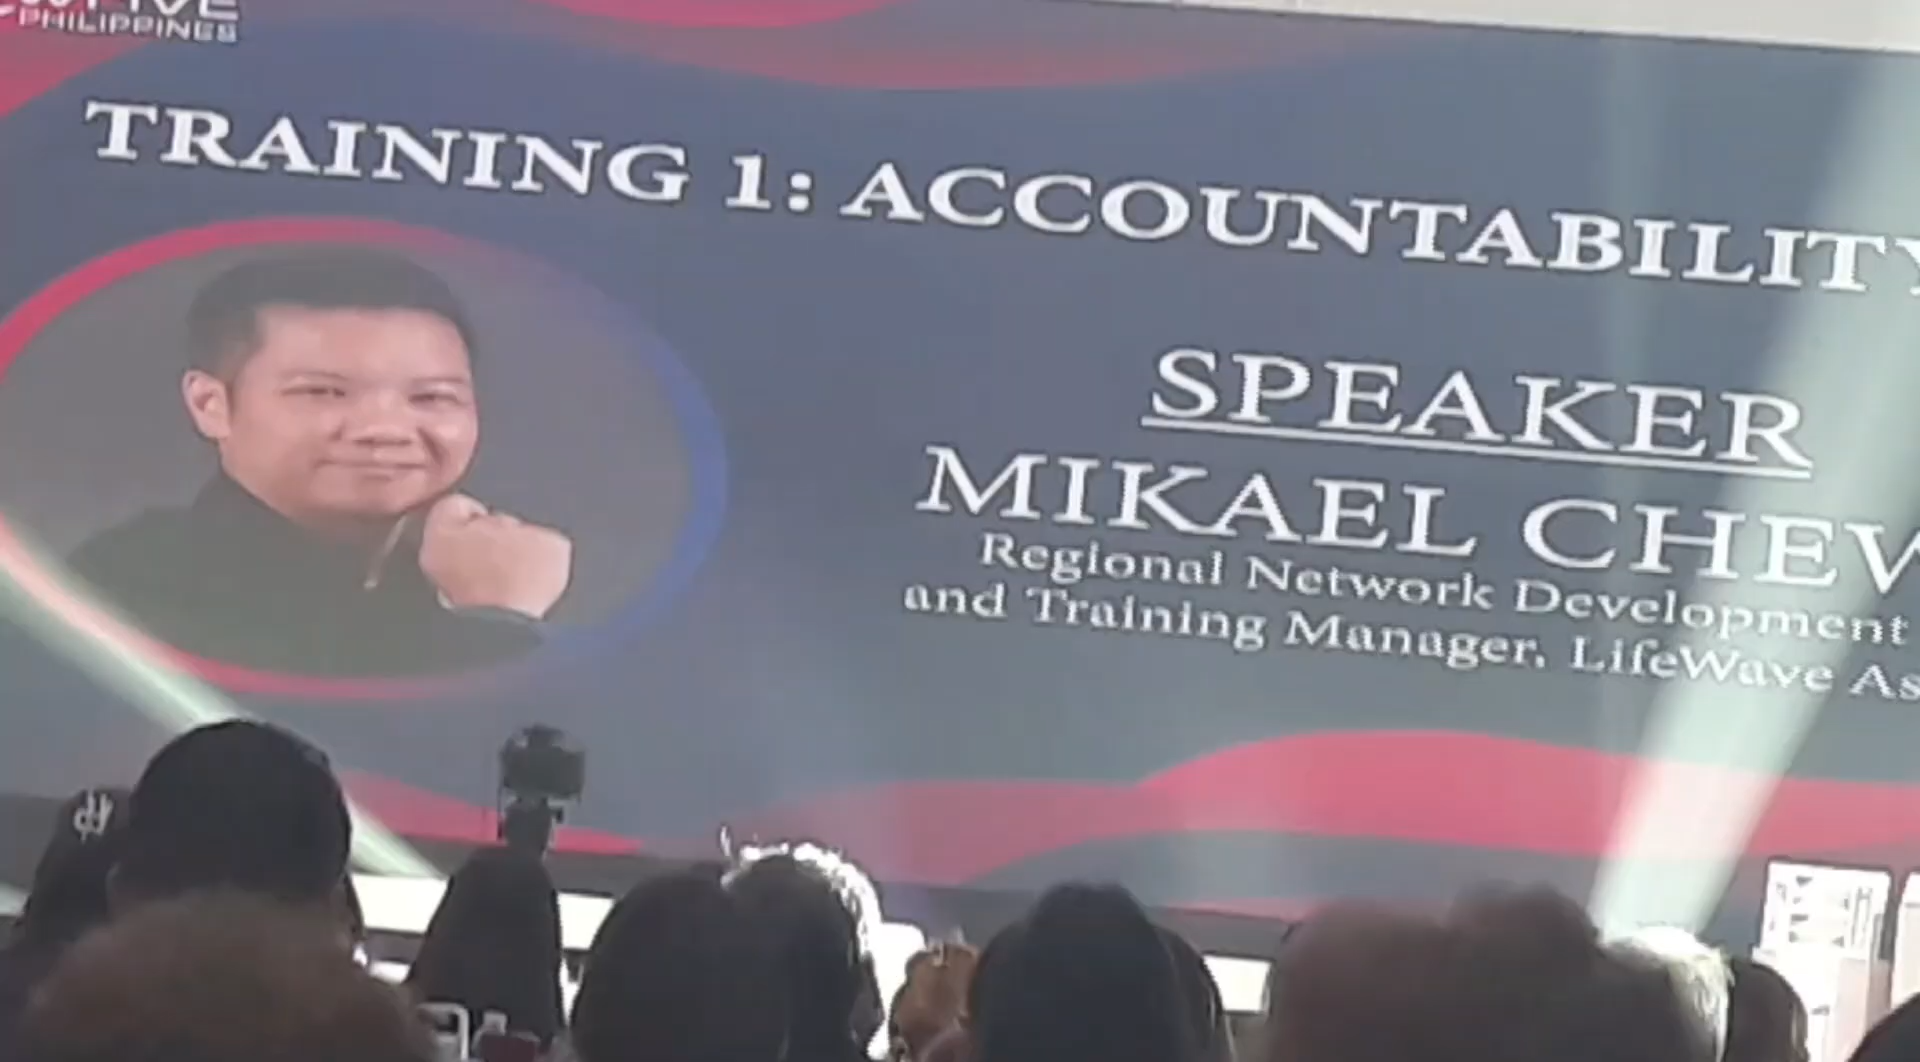 PHILIPPINES
TRAINING 1: ACCOUNTABILITY
SPEAKER
MIKAEL CHEW
Regional Network Development
and Training Manager, LifeWave